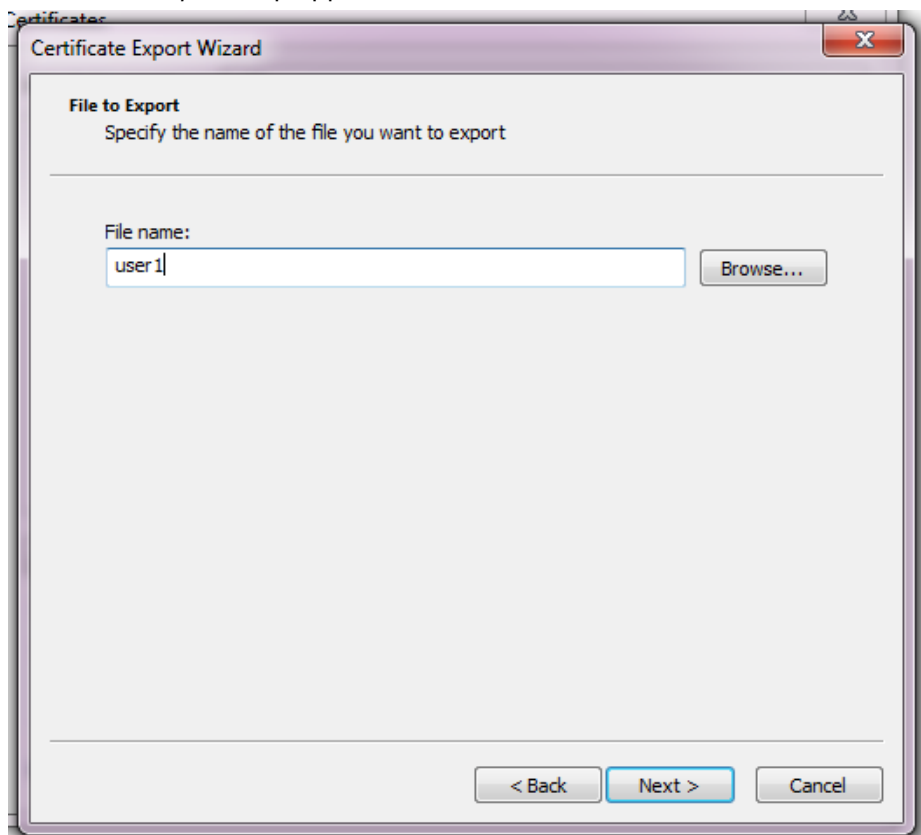 Certificates
Certificate Export Wizard
File to Export
Specify the name of the file you want to export
File name:
user1
Browse...
< Back
Next >
Cancel